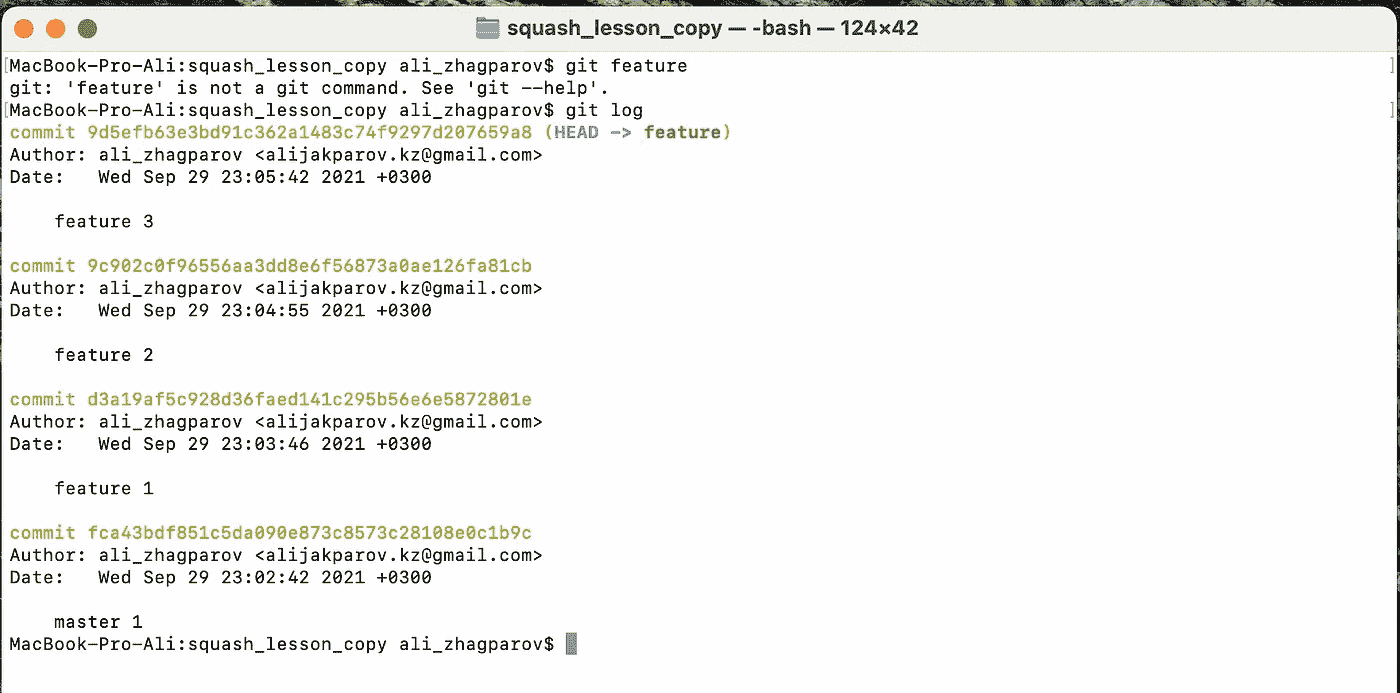 squash_lesson_copy — -bash — 124×42
[MacBook-Pro-Ali:squash_lesson_copy ali_zhagparov$ git feature ]
git: 'feature' is not a git command. See 'git --help'.
[MacBook-Pro-Ali:squash_lesson_copy ali_zhagparov$ git log ]
commit 9d5efb63e3bd91c362a1483c74f9297d207659a8 (HEAD -> feature)
Author: ali_zhagparov <alijakparov.kz@gmail.com>
Date:   Wed Sep 29 23:05:42 2021 +0300
    feature 3
commit 9c902c0f96556aa3dd8e6f56873a0ae126fa81cb
Author: ali_zhagparov <alijakparov.kz@gmail.com>
Date:   Wed Sep 29 23:04:55 2021 +0300
    feature 2
commit d3a19af5c928d36faed141c295b56e6e5872801e
Author: ali_zhagparov <alijakparov.kz@gmail.com>
Date:   Wed Sep 29 23:03:46 2021 +0300
    feature 1
commit fca43bdf851c5da090e873c8573c28108e0c1b9c
Author: ali_zhagparov <alijakparov.kz@gmail.com>
Date:   Wed Sep 29 23:02:42 2021 +0300
    master 1
MacBook-Pro-Ali:squash_lesson_copy ali_zhagparov$